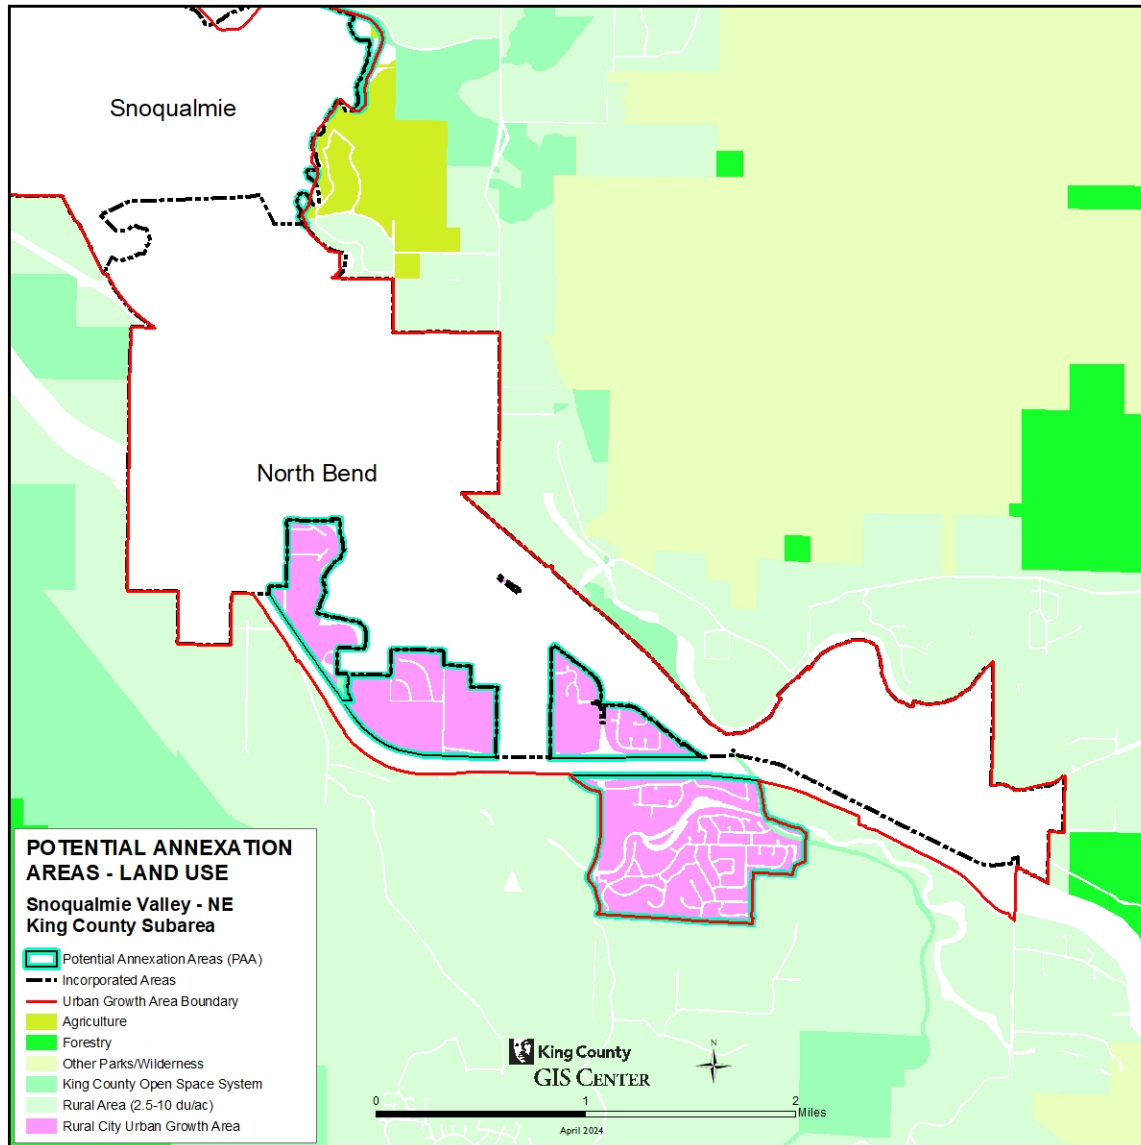 Snoqualmie
North Bend
POTENTIAL ANNEXATION
AREAS - LAND USE
Snoqualmie Valley - NE
King County Subarea
Potential Annexation Areas (PAA)
Incorporated Areas
Urban Growth Area Boundary
Agriculture
Forestry
Other Parks/Wilderness
King County Open Space System
Rural Area (2.5-10 du/ac)
Rural City Urban Growth Area
King County
GIS CENTER
N
0 1 2
Miles
April 2024